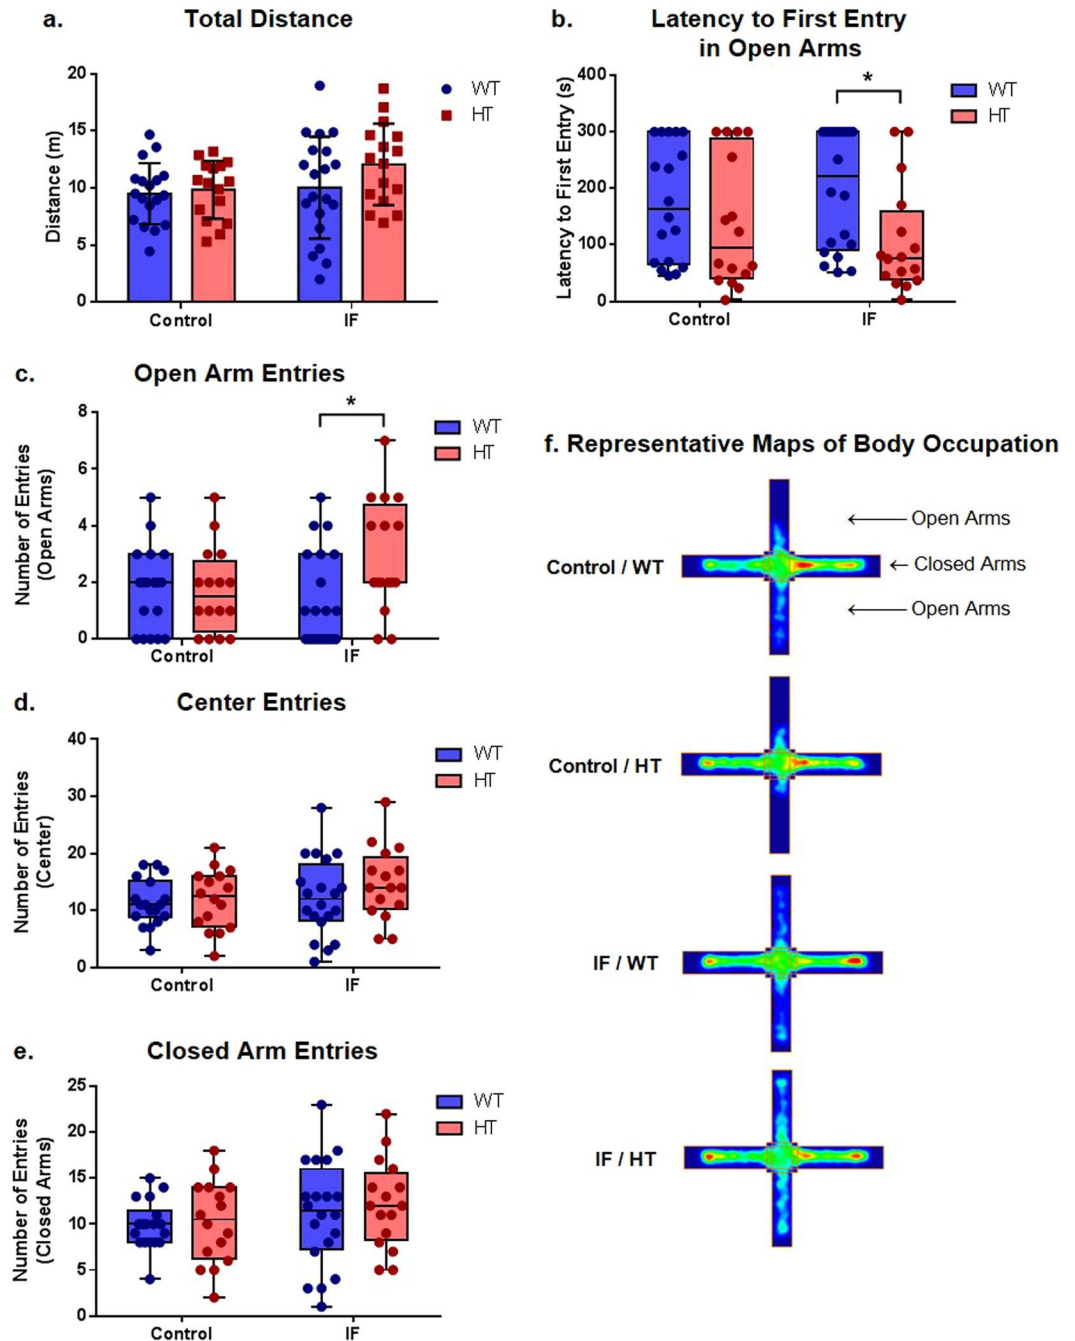 a. Total Distance
Distance (m)
20
15
10
5
0
Control IF
WT
HT
b. Latency to First Entry
in Open Arms
Latency to First Entry (s)
400
300
200
100
0
Control IF
*
WT
HT
c. Open Arm Entries
Number of Entries
(Open Arms)
8
6
4
2
0
Control IF
*
WT
HT
d. Center Entries
Number of Entries
(Center)
40
30
20
10
0
Control IF
WT
HT
e. Closed Arm Entries
Number of Entries
(Closed Arms)
25
20
15
10
5
0
Control IF
WT
HT
f. Representative Maps of Body Occupation
Control / WT
← Open Arms
← Closed Arms
← Open Arms
Control / HT
IF / WT
IF / HT